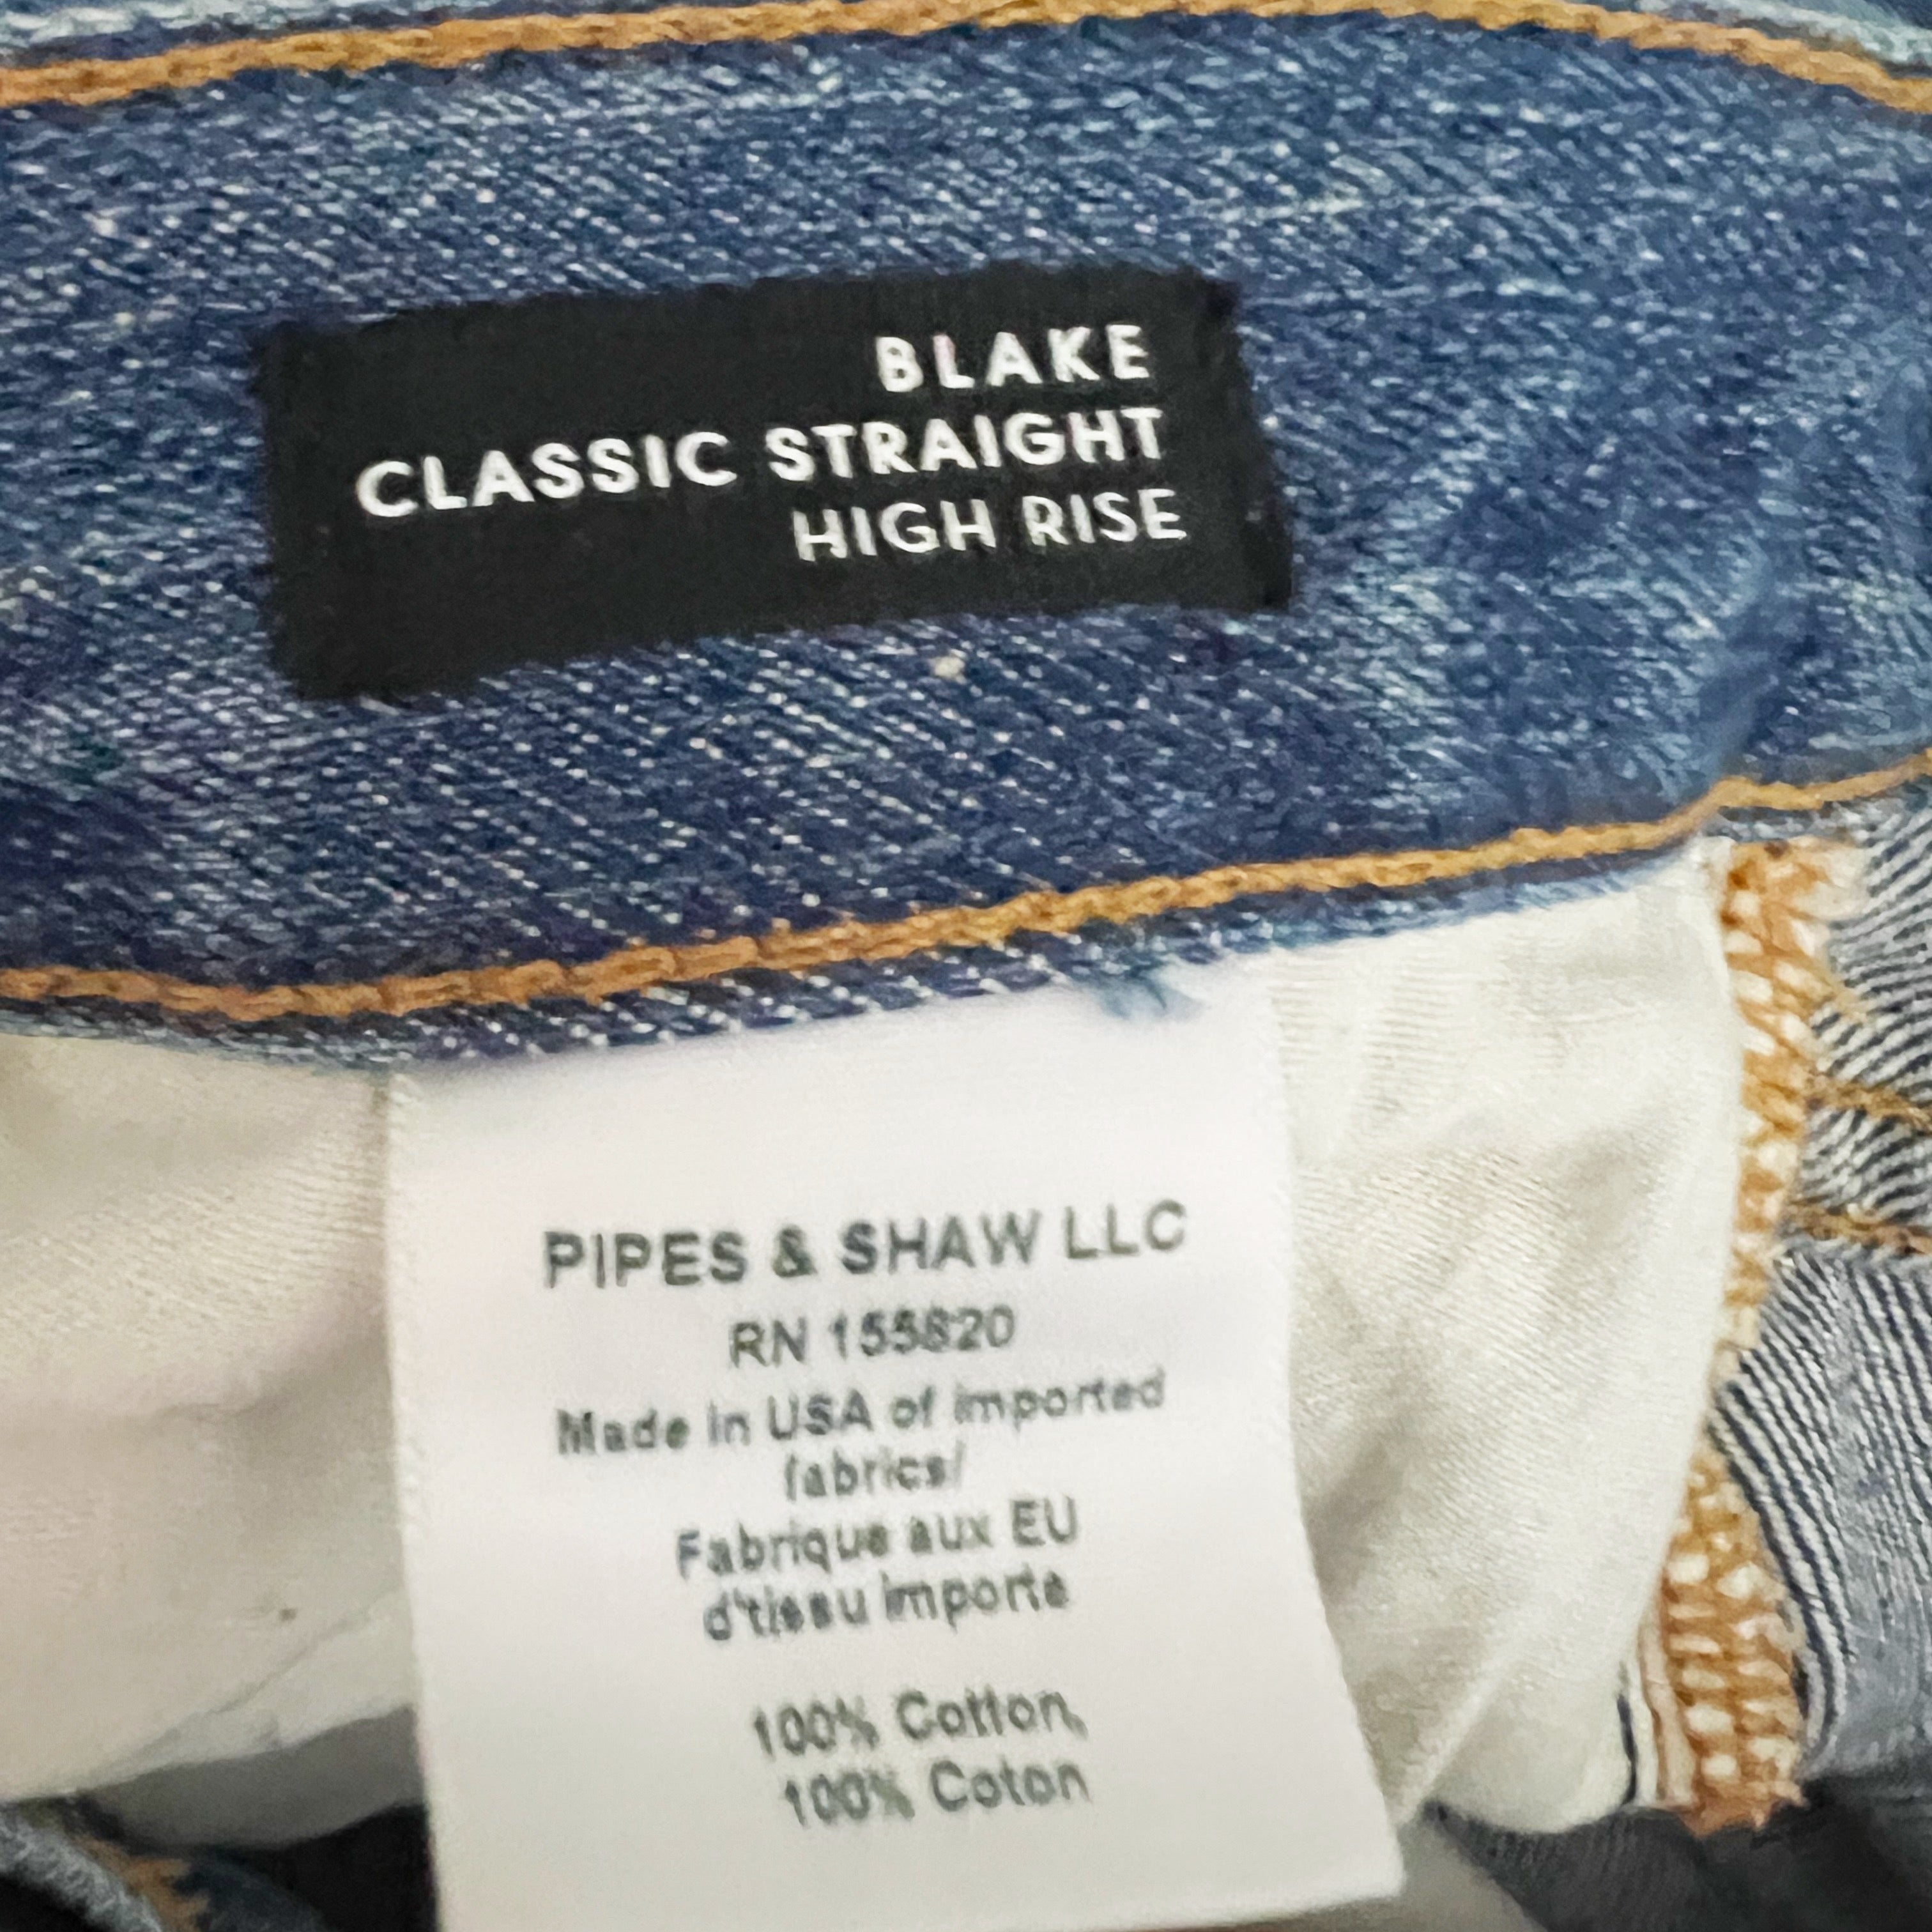 BLAKE
CLASSIC STRAIGHT
HIGH RISE
PIPES & SHAW LLC
RN 155820
Made in USA of imported
fabrics/
Fabrique aux EU
d'tissu importe
100% Cotton,
100% Coton